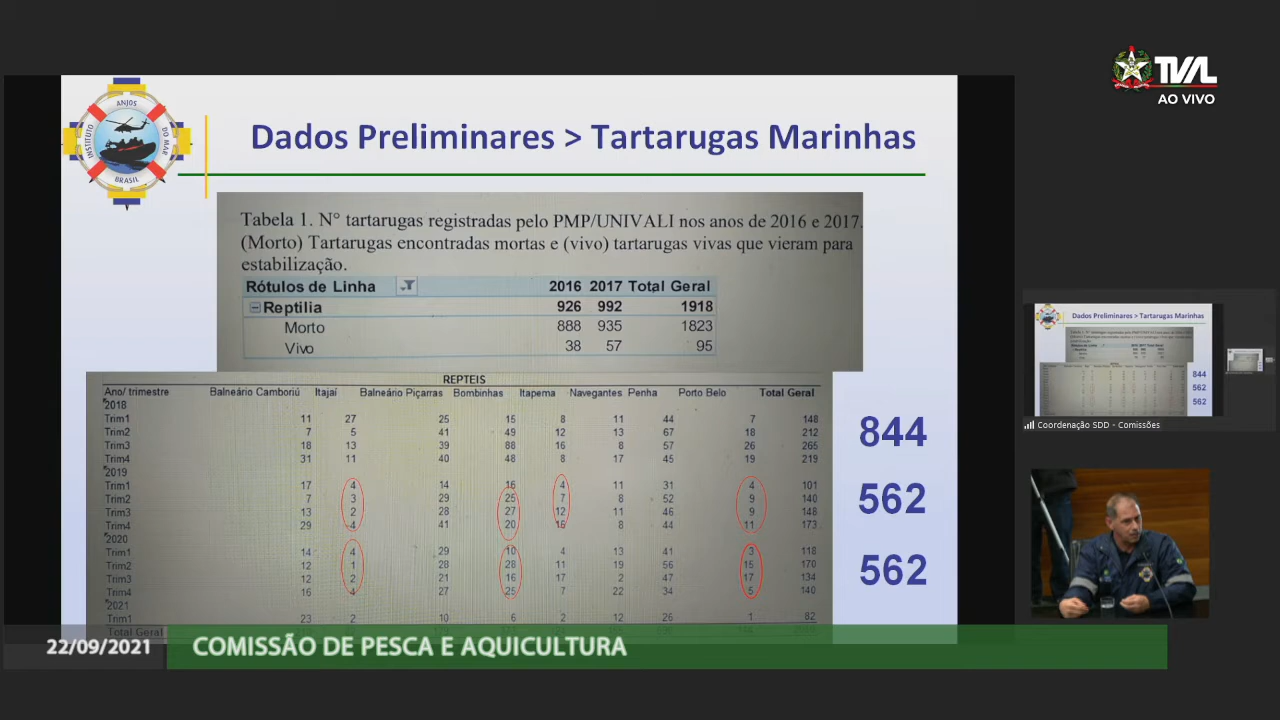 TVAL
AO VIVO
ANJOS
INSTITUTO
DO MAR
BRASIL
Dados Preliminares > Tartarugas Marinhas
Tabela 1. N° tartarugas registradas pelo PMP/UNIVALI nos anos de 2016 e 2017.
(Morto) Tartarugas encontradas mortas e (vivo) tartarugas vivas que vieram para
estabilização.
Rótulos de Linha 2016 2017 Total Geral
Reptilia 926 992 1918
Morto 888 935 1823
Vivo 38 57 95
REPTEIS
Ano/ trimestre Balneário Camboriú Itajaí Balneário Piçarras Bombinhas Itapema Navegantes Penha Porto Belo Total Geral
2018
Trim1 11 27 25 15 8 11 44 7 148
Trim2 7 5 41 49 12 13 67 18 212
Trim3 18 13 39 88 16 8 57 26 265
Trim4 31 11 40 48 8 17 45 19 219
844
2019
Trim1 17 4 14 16 4 11 31 4 101
Trim2 7 3 29 25 7 8 52 9 140
Trim3 13 2 28 27 12 11 46 9 148
Trim4 29 4 41 20 16 8 44 11 173
562
2020
Trim1 14 4 29 10 4 13 41 3 118
Trim2 12 1 28 28 11 19 56 15 170
Trim3 12 2 21 16 17 2 47 17 134
Trim4 16 4 27 25 7 22 34 5 140
562
2021
Trim1 23 2 10 6 2 12 26 1 82
Total Geral
Dados Preliminares > Tartarugas Marinhas
844
562
562
Coordenação SDD - Comissões
22/09/2021 COMISSÃO DE PESCA E AQUICULTURA